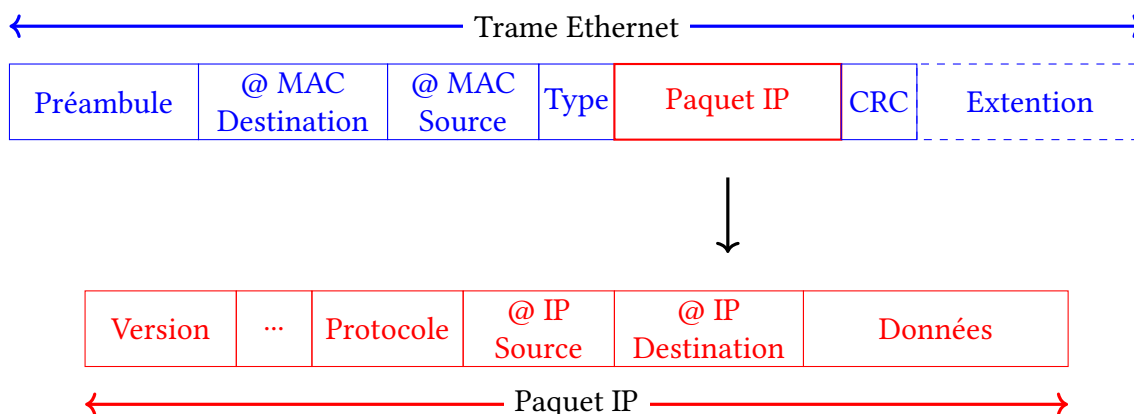 Trame Ethernet
Préambule
@ MAC
Destination
@ MAC
Source
Type
Paquet IP
CRC
Extention
Version
...
Protocole
@ IP
Source
@ IP
Destination
Données
Paquet IP